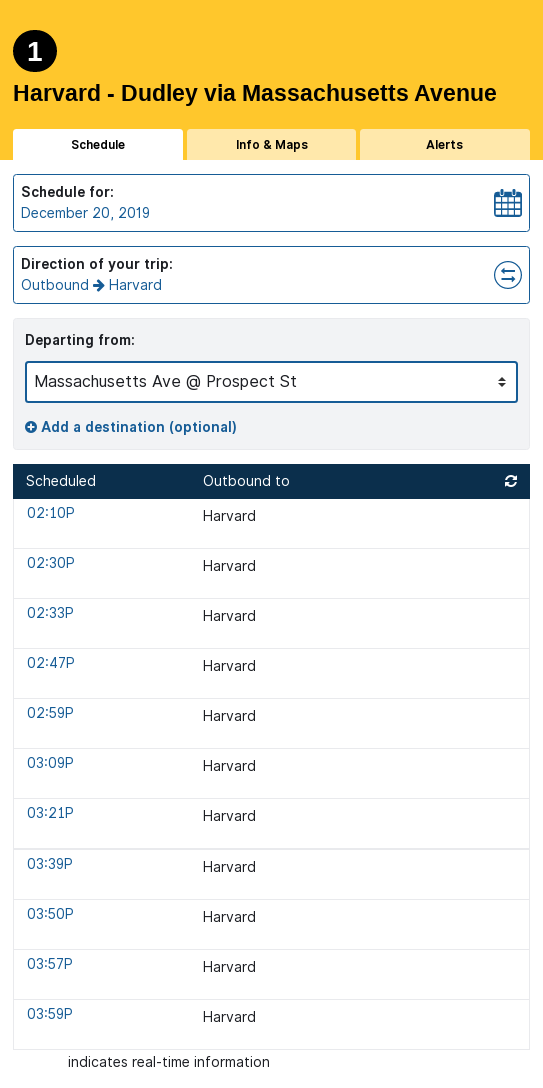 1
Harvard - Dudley via Massachusetts Avenue
Schedule Info & Maps Alerts
Schedule for:
December 20, 2019
Direction of your trip:
Outbound → Harvard
Departing from:
Massachusetts Ave @ Prospect St
Add a destination (optional)
Scheduled Outbound to
02:10P Harvard
02:30P Harvard
02:33P Harvard
02:47P Harvard
02:59P Harvard
03:09P Harvard
03:21P Harvard
03:39P Harvard
03:50P Harvard
03:57P Harvard
03:59P Harvard
indicates real-time information